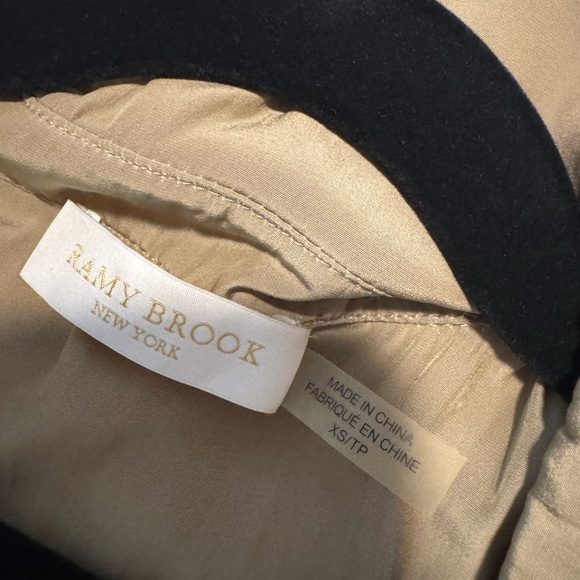 RAMY BROOK
NEW YORK
MADE IN CHINA
FABRIQUÉ EN CHINE
XS/TP